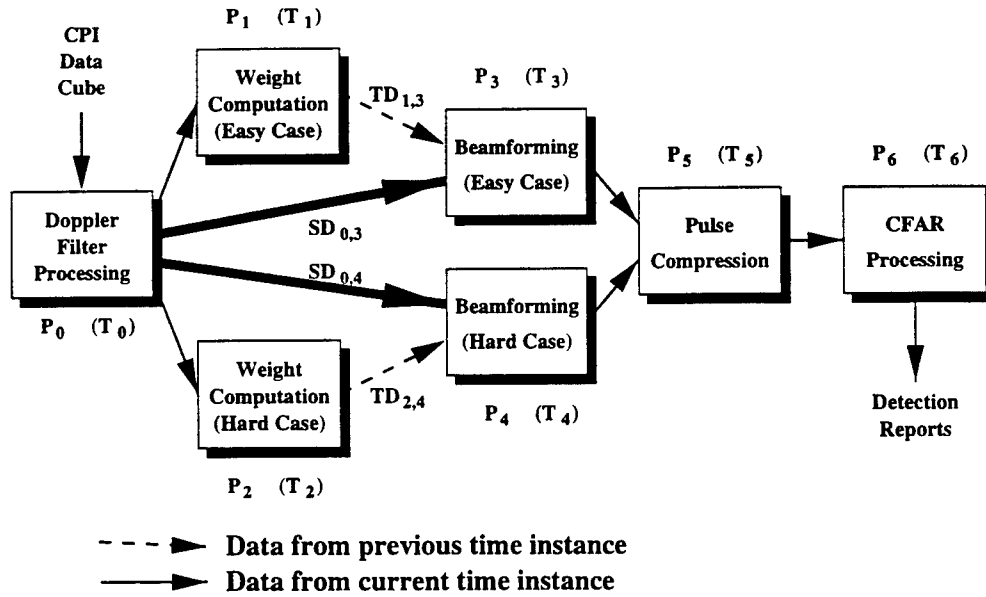 CPI
Data
Cube
P1 (T1)
Weight
Computation
(Easy Case)
TD1,3
P3 (T3)
Beamforming
(Easy Case)
P5 (T5)
P6 (T6)
Doppler
Filter
Processing
P0 (T0)
SD0,3
SD0,4
Pulse
Compression
CFAR
Processing
Beamforming
(Hard Case)
P4 (T4)
Weight
Computation
(Hard Case)
TD2,4
P2 (T2)
Detection
Reports
Data from previous time instance
Data from current time instance